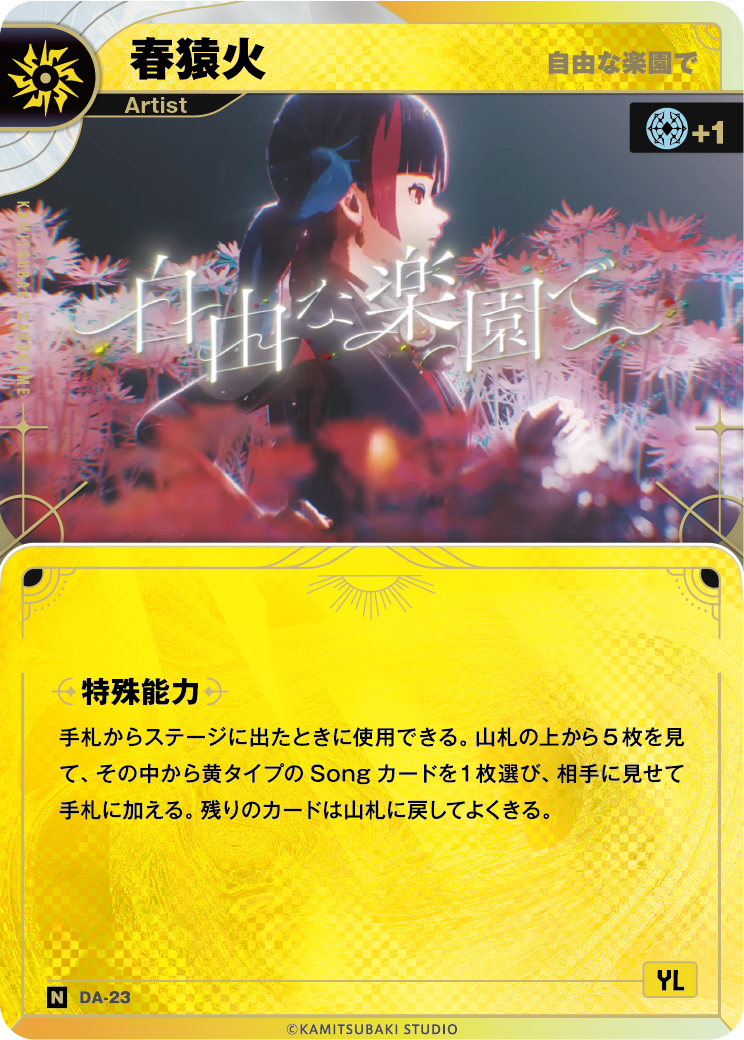 春猿火
自由な楽園で
Artist
+1
自由な楽園で
特殊能力
手札からステージに出たときに使用できる。山札の上から5枚を見
て、その中から黄タイプの Song カードを1枚選び、相手に見せて
手札に加える。残りのカードは山札に戻してよくきる。
YL
N DA-23
©KAMITSUBAKI STUDIO